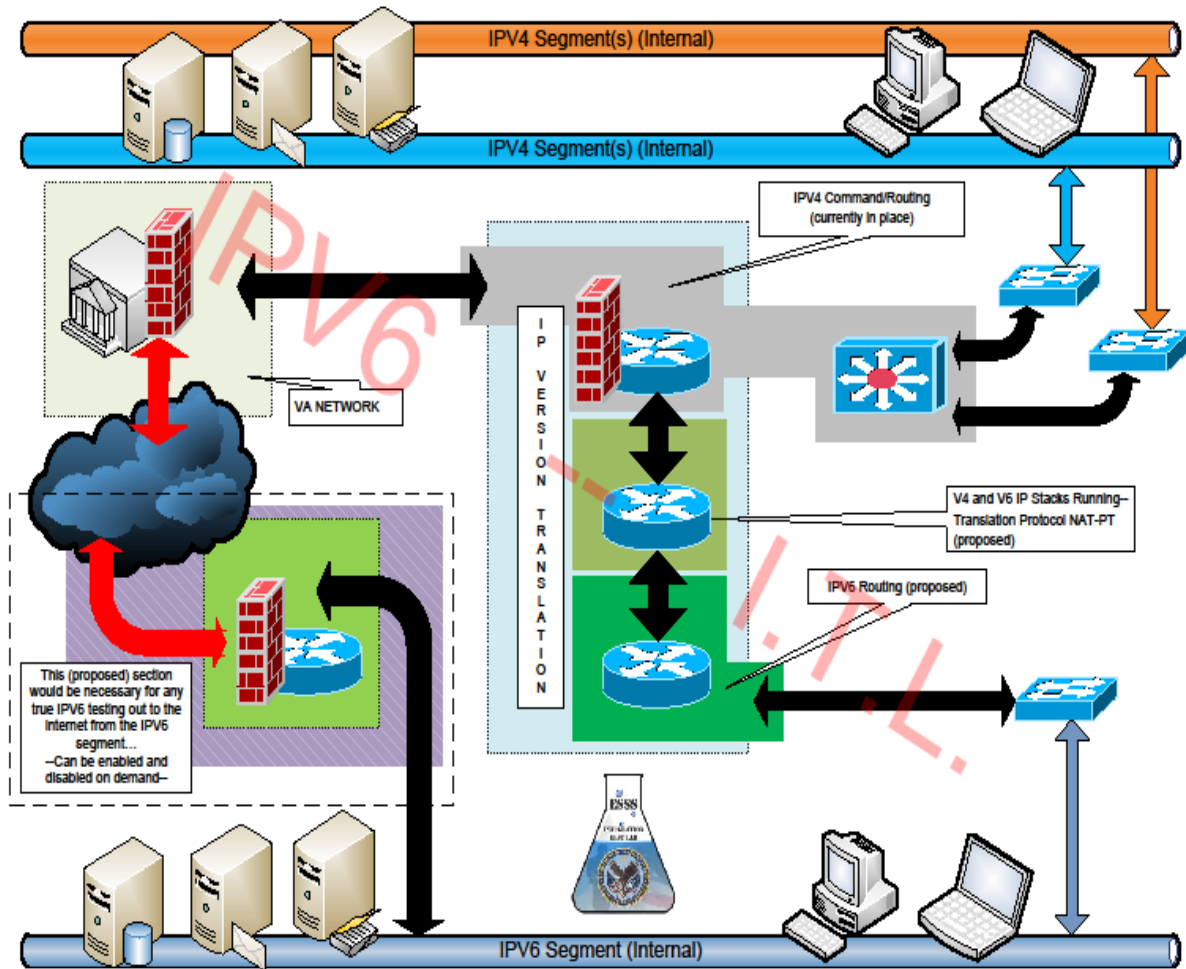 IPV4 Segment(s) (Internal)
IPV4 Segment(s) (Internal)
IPV4 Command/Routing
(currently in place)
VA NETWORK
IP VERSION TRANSLATION
V4 and V6 IP Stacks Running--
Translation Protocol NAT-PT
(proposed)
IPV6 Routing (proposed)
This (proposed) section
would be necessary for any
true IPV6 testing out to the
Internet from the IPV6
segment...
--Can be enabled and
disabled on demand--
ESSS
IPV6 Segment (Internal)
IPV6 -- I.T.L.